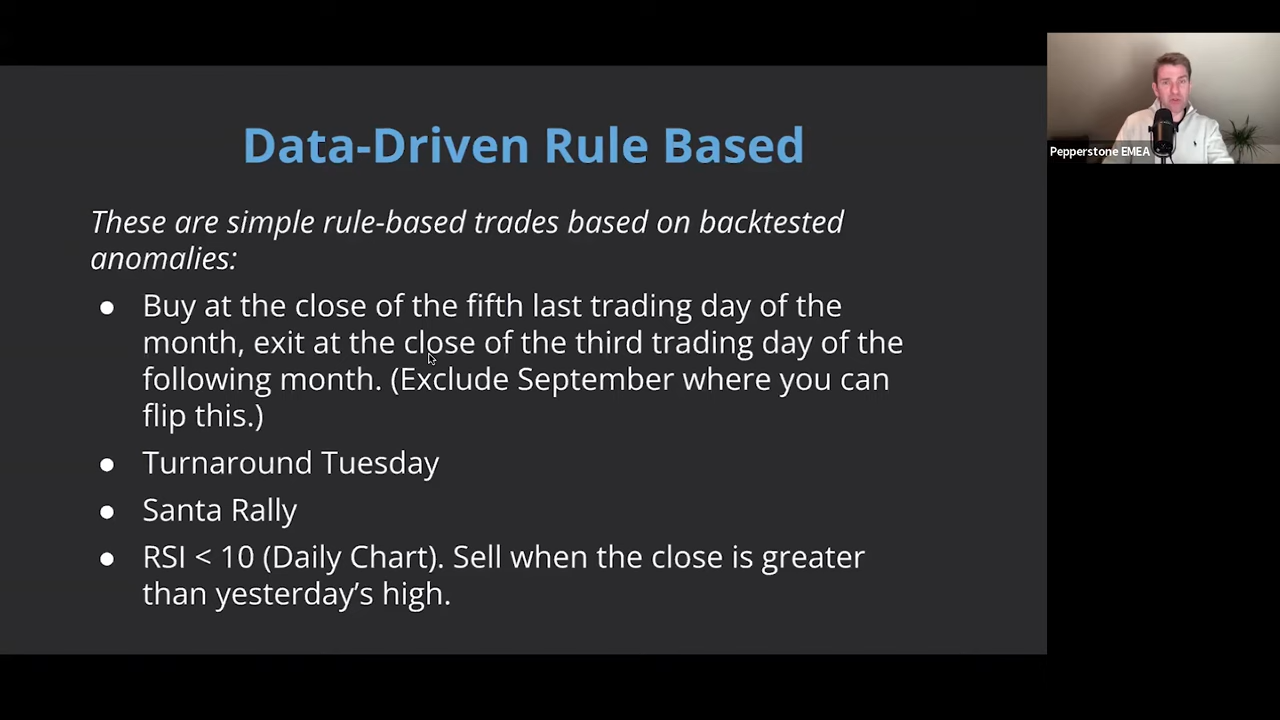 Data-Driven Rule Based
These are simple rule-based trades based on backtested
anomalies:
● Buy at the close of the fifth last trading day of the
month, exit at the close of the third trading day of the
following month. (Exclude September where you can
flip this.)
● Turnaround Tuesday
● Santa Rally
● RSI < 10 (Daily Chart). Sell when the close is greater
than yesterday’s high.
Pepperstone EMEA